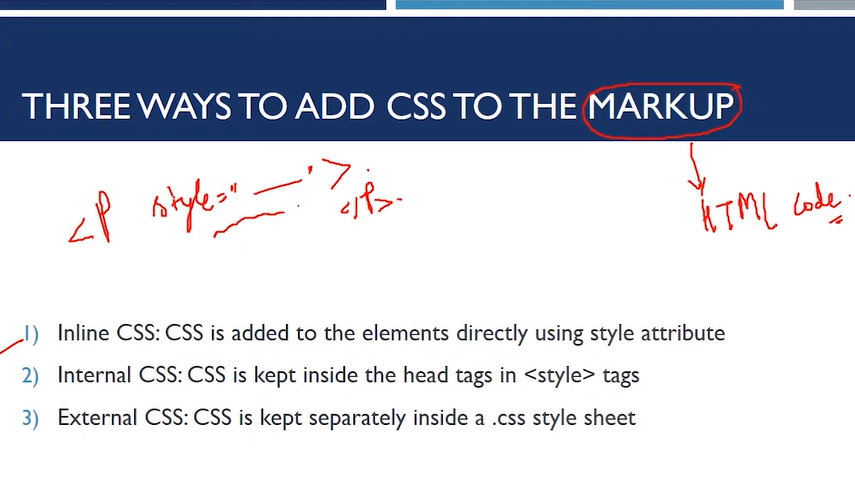 THREE WAYS TO ADD CSS TO THE MARKUP
<P style=" "> </P>
HTML code
1) Inline CSS: CSS is added to the elements directly using style attribute
2) Internal CSS: CSS is kept inside the head tags in <style> tags
3) External CSS: CSS is kept separately inside a .css style sheet